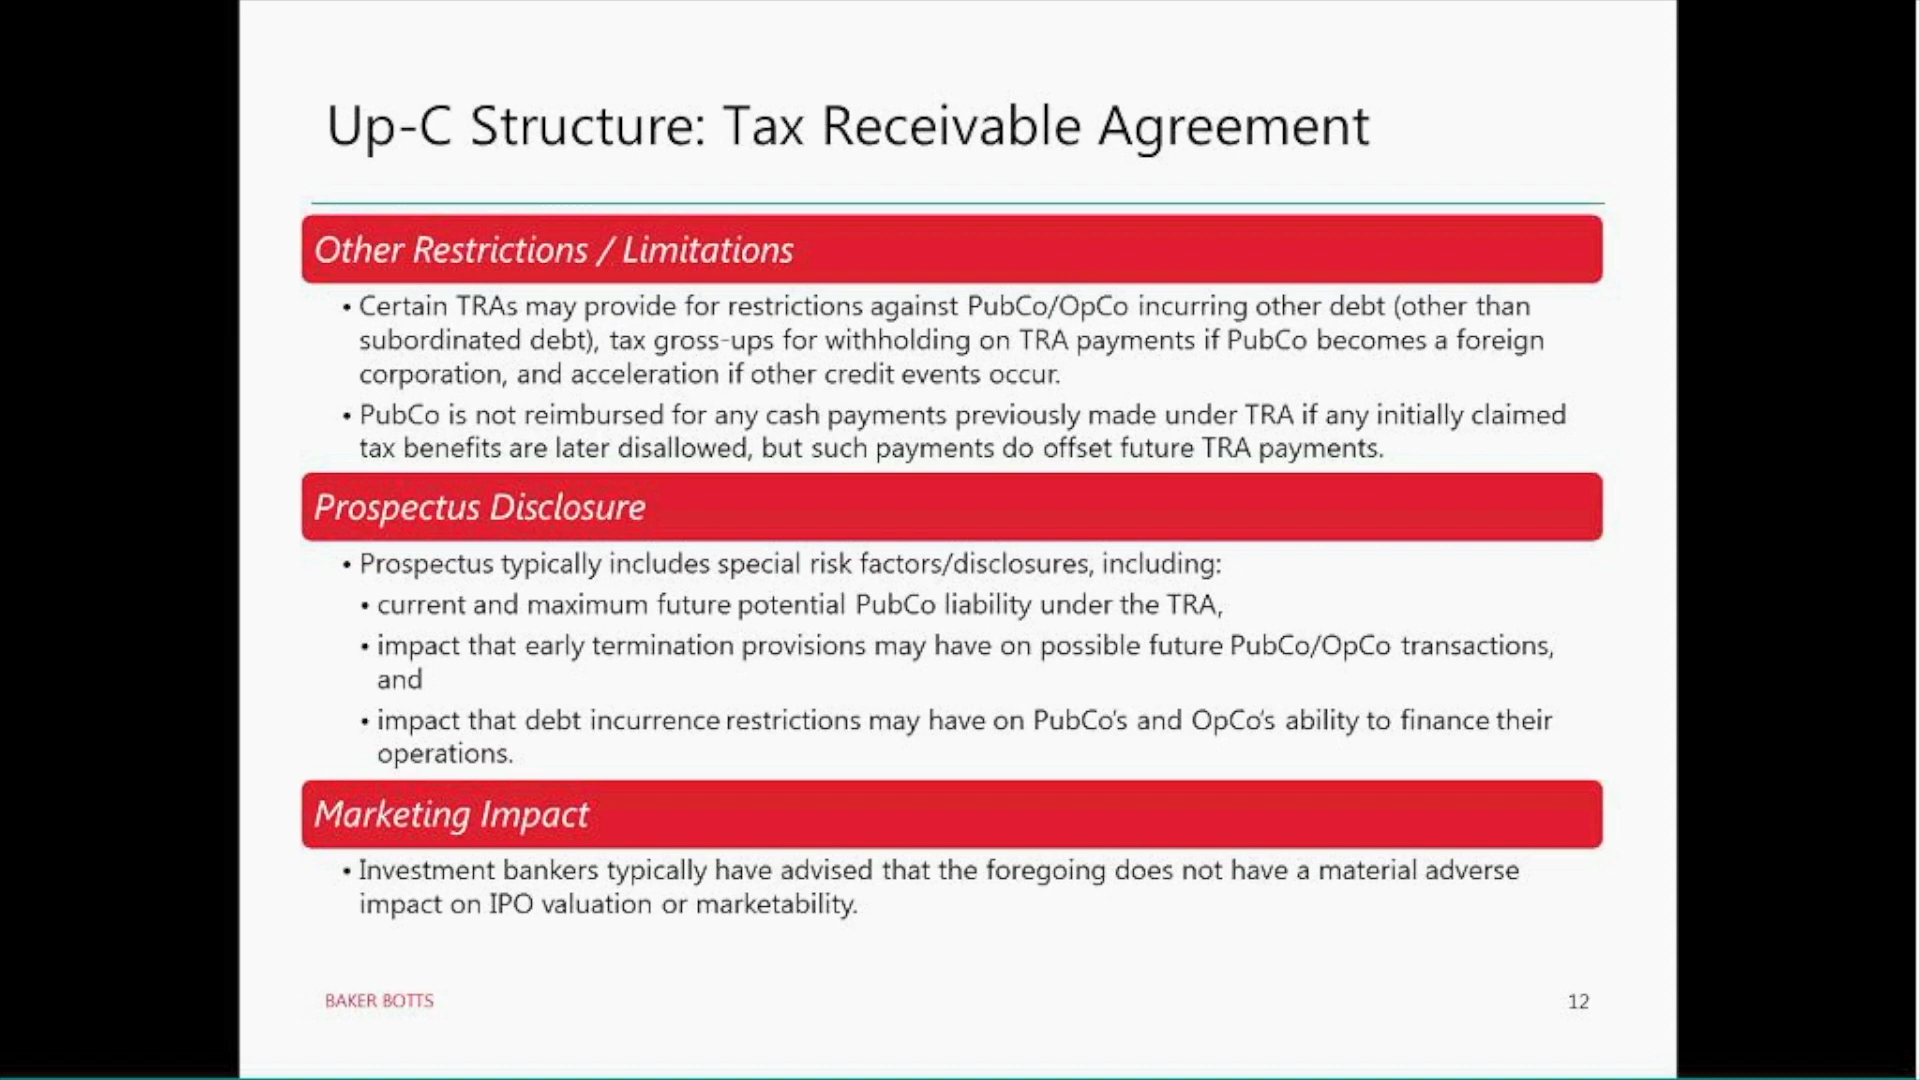 Up-C Structure: Tax Receivable Agreement
Other Restrictions / Limitations
• Certain TRAs may provide for restrictions against PubCo/OpCo incurring other debt (other than
subordinated debt), tax gross-ups for withholding on TRA payments if PubCo becomes a foreign
corporation, and acceleration if other credit events occur.
• PubCo is not reimbursed for any cash payments previously made under TRA if any initially claimed
tax benefits are later disallowed, but such payments do offset future TRA payments.
Prospectus Disclosure
• Prospectus typically includes special risk factors/disclosures, including:
• current and maximum future potential PubCo liability under the TRA,
• impact that early termination provisions may have on possible future PubCo/OpCo transactions,
and
• impact that debt incurrence restrictions may have on PubCo's and OpCo's ability to finance their
operations.
Marketing Impact
• Investment bankers typically have advised that the foregoing does not have a material adverse
impact on IPO valuation or marketability.
BAKER BOTTS
12